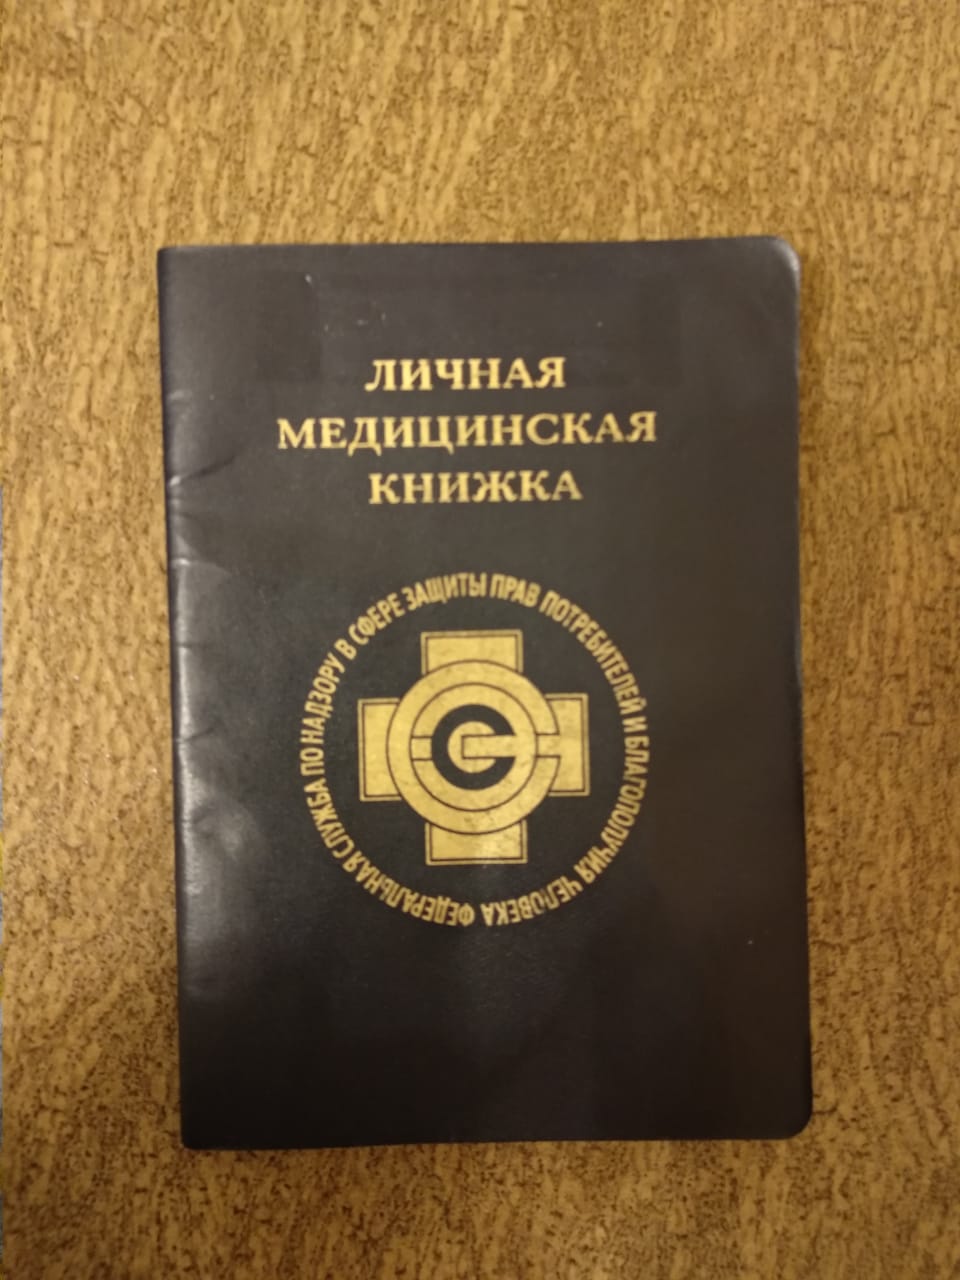 ЛИЧНАЯ
МЕДИЦИНСКАЯ
КНИЖКА
ФЕДЕРАЛЬНАЯ СЛУЖБА ПО НАДЗОРУ В СФЕРЕ ЗАЩИТЫ ПРАВ ПОТРЕБИТЕЛЕЙ И БЛАГОПОЛУЧИЯ ЧЕЛОВЕКА